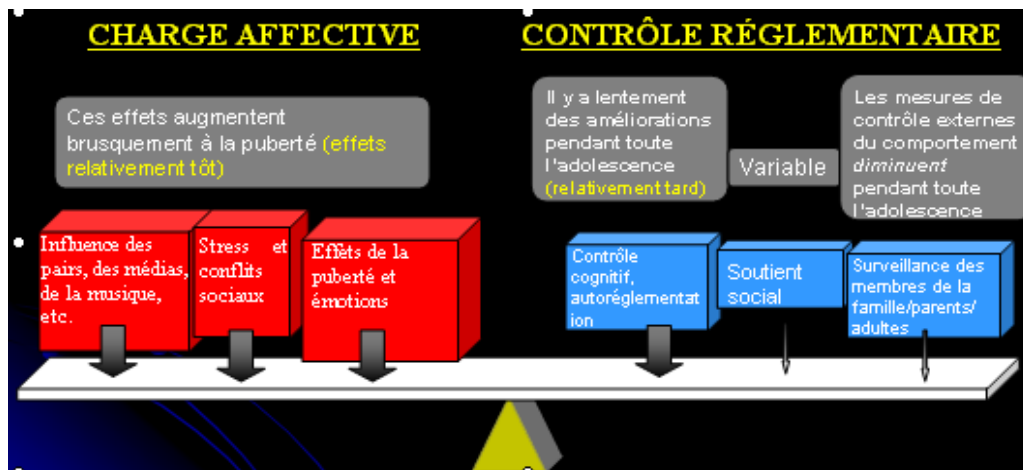 CHARGE AFFECTIVE
CONTRÔLE RÉGLEMENTAIRE
Ces effets augmentent
brusquement à la puberté (effets
relativement tôt)
Il y a lentement
des améliorations
pendant toute
l'adolescence
(relativement tard)
Variable
Les mesures de
contrôle externes
du comportement
diminuent
pendant toute
l'adolescence
Influence des
pairs, des médias,
de la musique,
etc.
Stress et
conflits
sociaux
Effets de la
puberté et
émotions
Contrôle
cognitif,
autoréglementat
ion
Soutient
social
Surveillance des
membres de la
famille/parents/
adultes